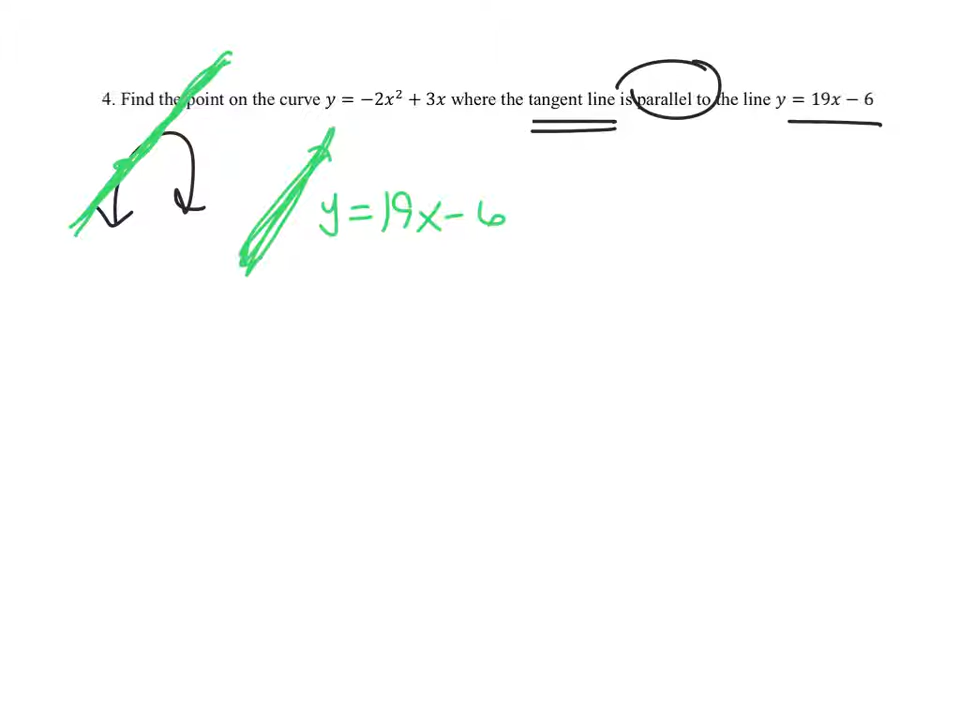 4. Find the point on the curve y = −2x² + 3x where the tangent line is parallel to the line y = 19x − 6
y = 19x - 6